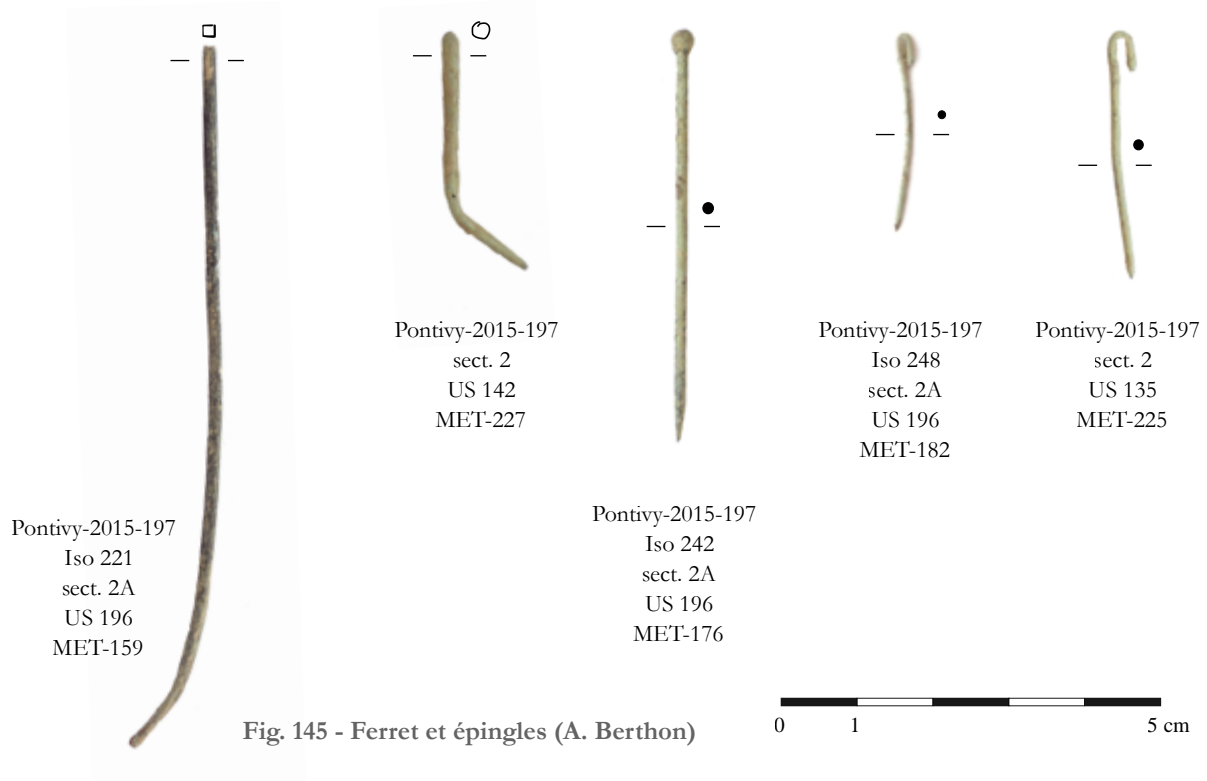 Pontivy-2015-197
Iso 221
sect. 2A
US 196
MET-159
Pontivy-2015-197
sect. 2
US 142
MET-227
Pontivy-2015-197
Iso 242
sect. 2A
US 196
MET-176
Pontivy-2015-197
Iso 248
sect. 2A
US 196
MET-182
Pontivy-2015-197
sect. 2
US 135
MET-225
0 1 5 cm
Fig. 145 - Ferret et épingles (A. Berthon)